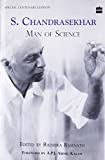 SPECIAL CENTENARY EDITION
S. CHANDRASEKHAR
MAN OF SCIENCE
EDITED BY RADHIKA RAMNATH
FOREWORD BY A.P.J. ABDUL KALAM